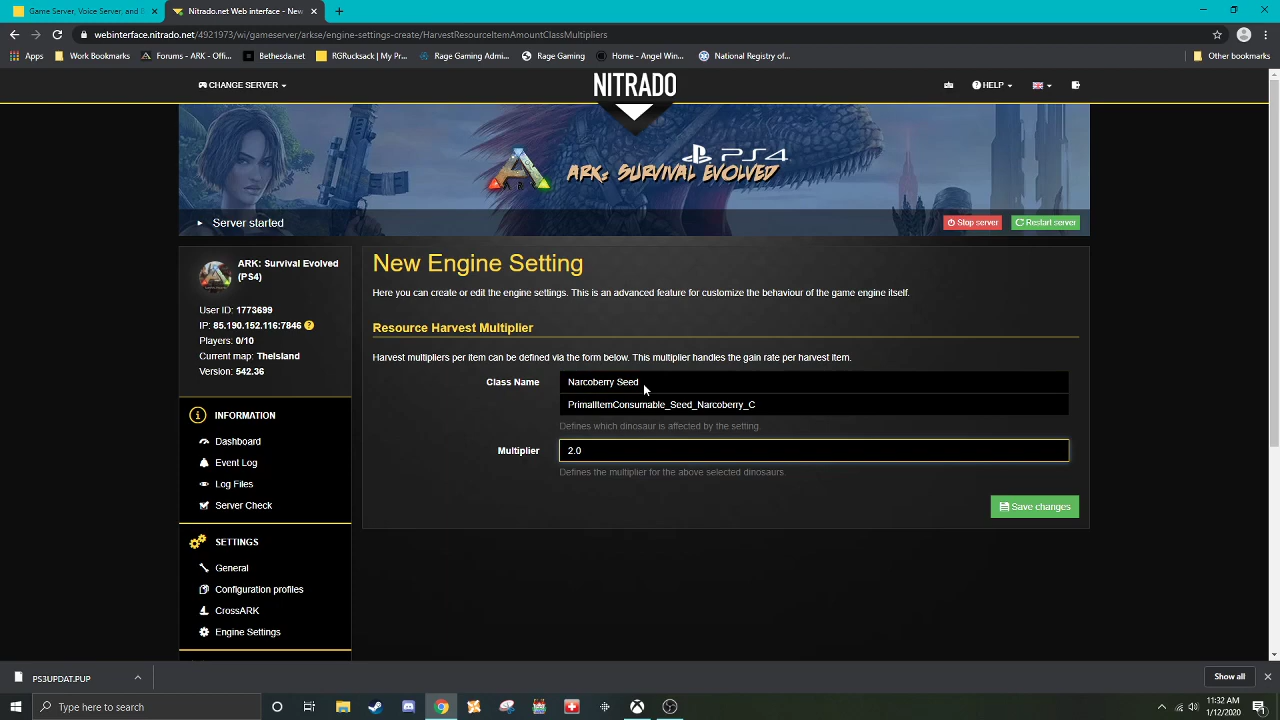 Game Server, Voice Server, and
Nitrado.net Web Interface - New
webinterface.nitrado.net/4921973/wi/gameserver/arkse/engine-settings-create/HarvestResourceItemAmountClassMultipliers
Apps
Work Bookmarks
Forums - ARK - Offi...
Bethesda.net
RGRucksack | My Pr...
Rage Gaming Admi...
Rage Gaming
Home - Angel Win...
National Registry of...
Other bookmarks
CHANGE SERVER
NITRADO
HELP
ARK: SURVIVAL EVOLVED
PS4
Server started
Stop server
Restart server
ARK: Survival Evolved
(PS4)
User ID: 1773699
IP: 85.190.152.116:7846
Players: 0/10
Current map: TheIsland
Version: 542.36
INFORMATION
Dashboard
Event Log
Log Files
Server Check
SETTINGS
General
Configuration profiles
CrossARK
Engine Settings
New Engine Setting
Here you can create or edit the engine settings. This is an advanced feature for customize the behaviour of the game engine itself.
Resource Harvest Multiplier
Harvest multipliers per item can be defined via the form below. This multiplier handles the gain rate per harvest item.
Class Name
Narcoberry Seed
PrimalItemConsumable_Seed_Narcoberry_C
Defines which dinosaur is affected by the setting.
Multiplier
2.0
Defines the multiplier for the above selected dinosaurs.
Save changes
PS3UPDAT.PUP
Show all
Type here to search
11:32 AM
1/12/2020